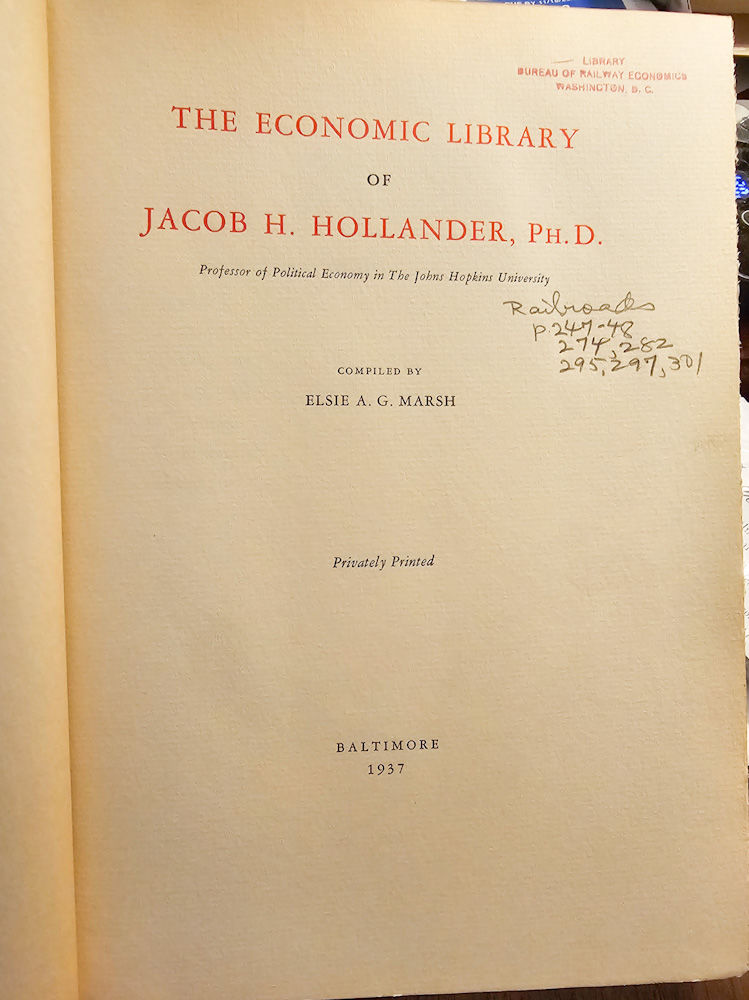 LIBRARY
BUREAU OF RAILWAY ECONOMICS
WASHINGTON, D. C.
THE ECONOMIC LIBRARY
OF
JACOB H. HOLLANDER, PH.D.
Professor of Political Economy in The Johns Hopkins University
Railroads
p. 247-48
274, 282
295, 297, 301
COMPILED BY
ELSIE A. G. MARSH
Privately Printed
BALTIMORE
1937